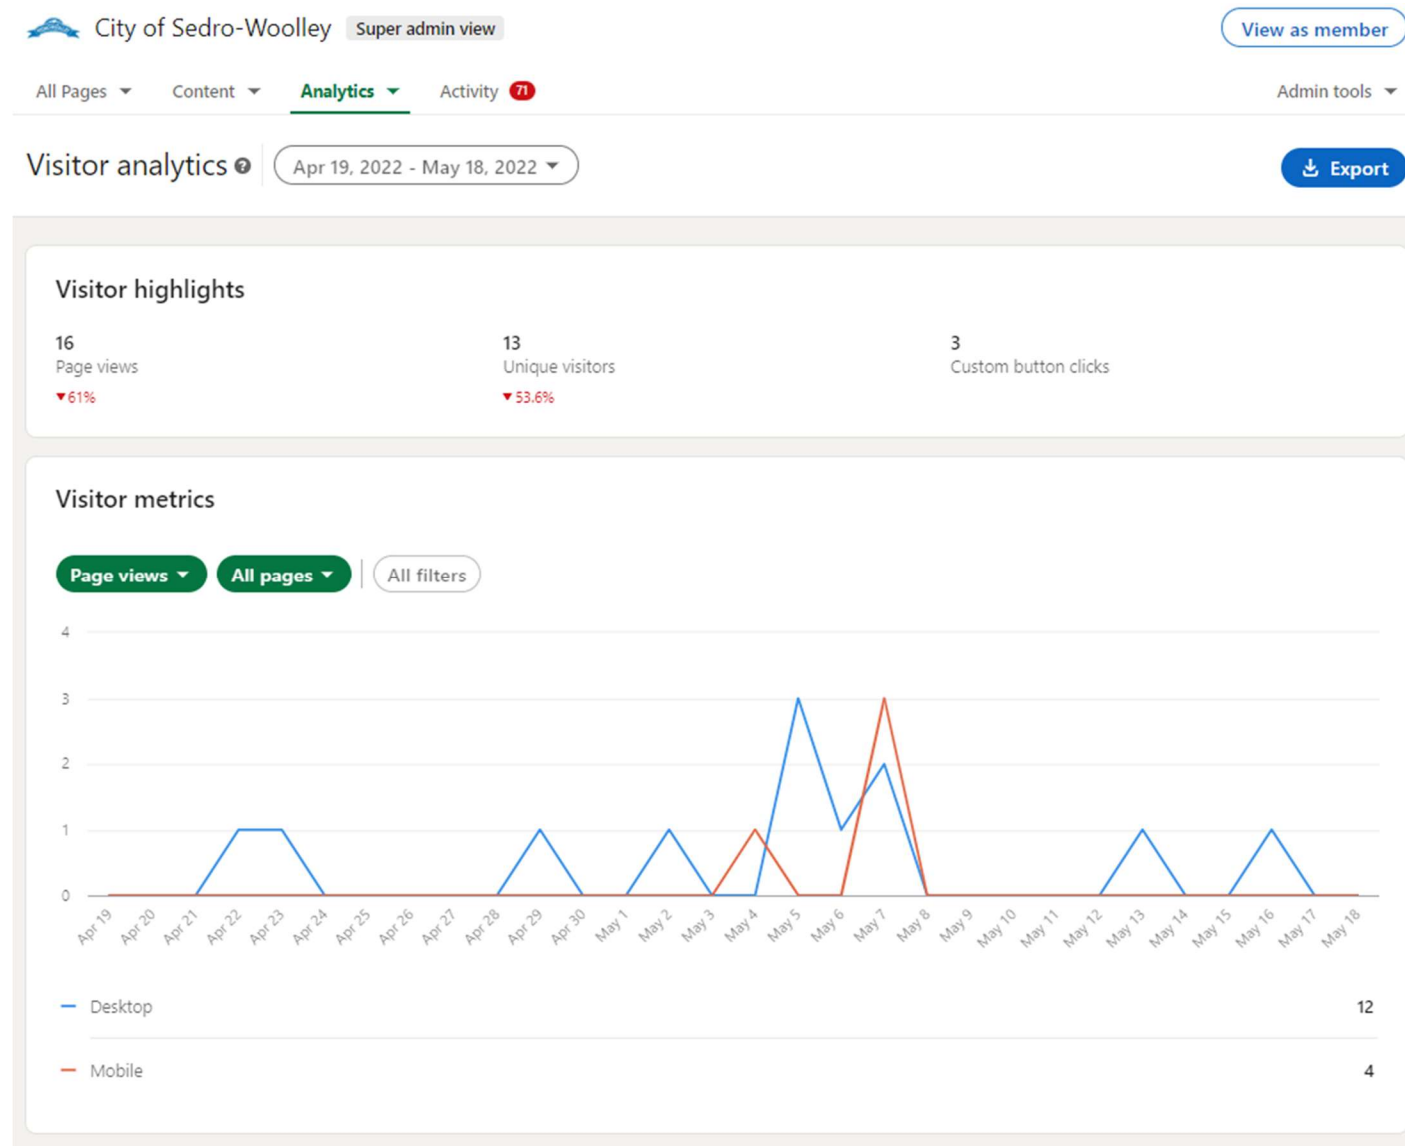 City of Sedro-Woolley Super admin view View as member
All Pages Content Analytics Activity 71 Admin tools
Visitor analytics Apr 19, 2022 - May 18, 2022 Export
Visitor highlights
16 13 3
Page views Unique visitors Custom button clicks
▼61% ▼53.6%
Visitor metrics
Page views All pages All filters
4
3
2
1
0
Apr 19 Apr 20 Apr 21 Apr 22 Apr 23 Apr 24 Apr 25 Apr 26 Apr 27 Apr 28 Apr 29 Apr 30 May 1 May 2 May 3 May 4 May 5 May 6 May 7 May 8 May 9 May 10 May 11 May 12 May 13 May 14 May 15 May 16 May 17 May 18
Desktop 12
Mobile 4